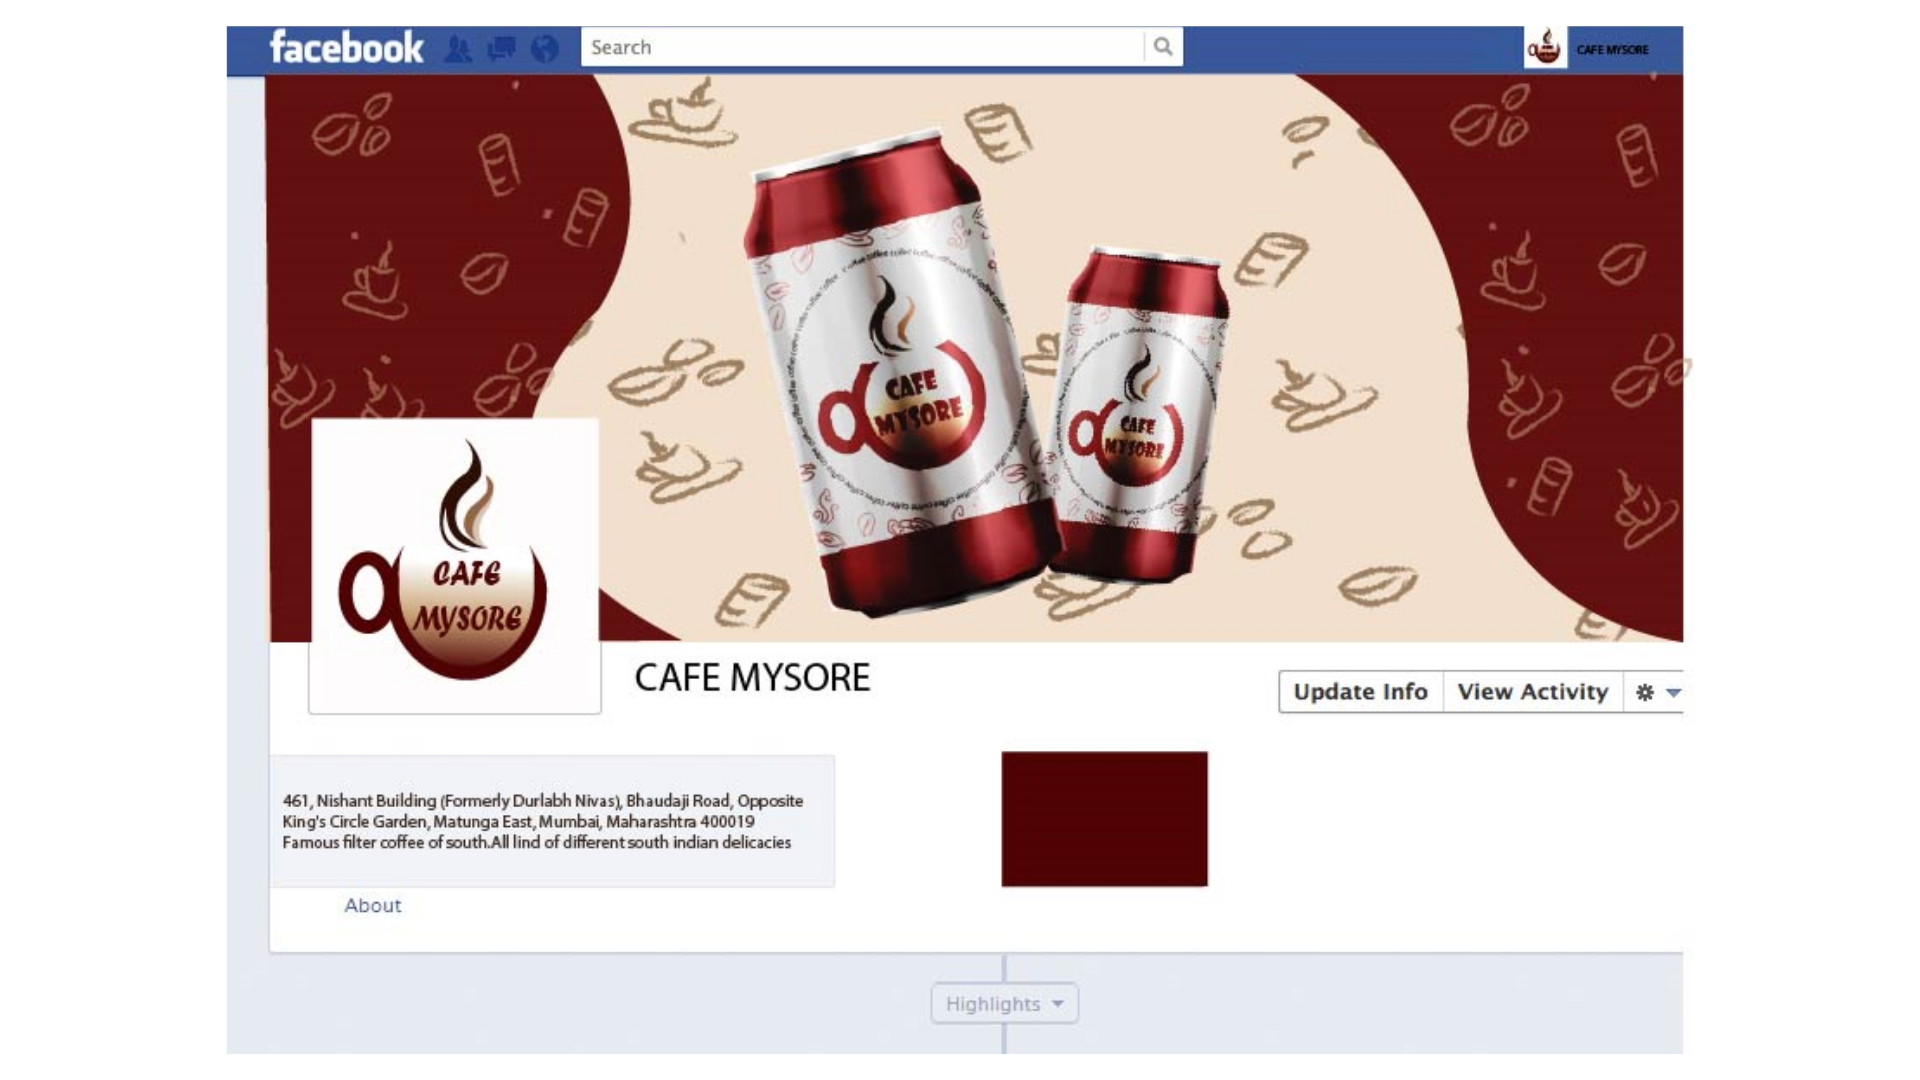 facebook
Search
CAFE MYSORE
CAFE
MYSORE
CAFE
MYSORE
CAFE
MYSORE
CAFE MYSORE
Update Info
View Activity
461, Nishant Building (Formerly Durlabh Nivas), Bhaudaji Road, Opposite
King's Circle Garden, Matunga East, Mumbai, Maharashtra 400019
Famous filter coffee of south.All lind of different south indian delicacies
About
Highlights